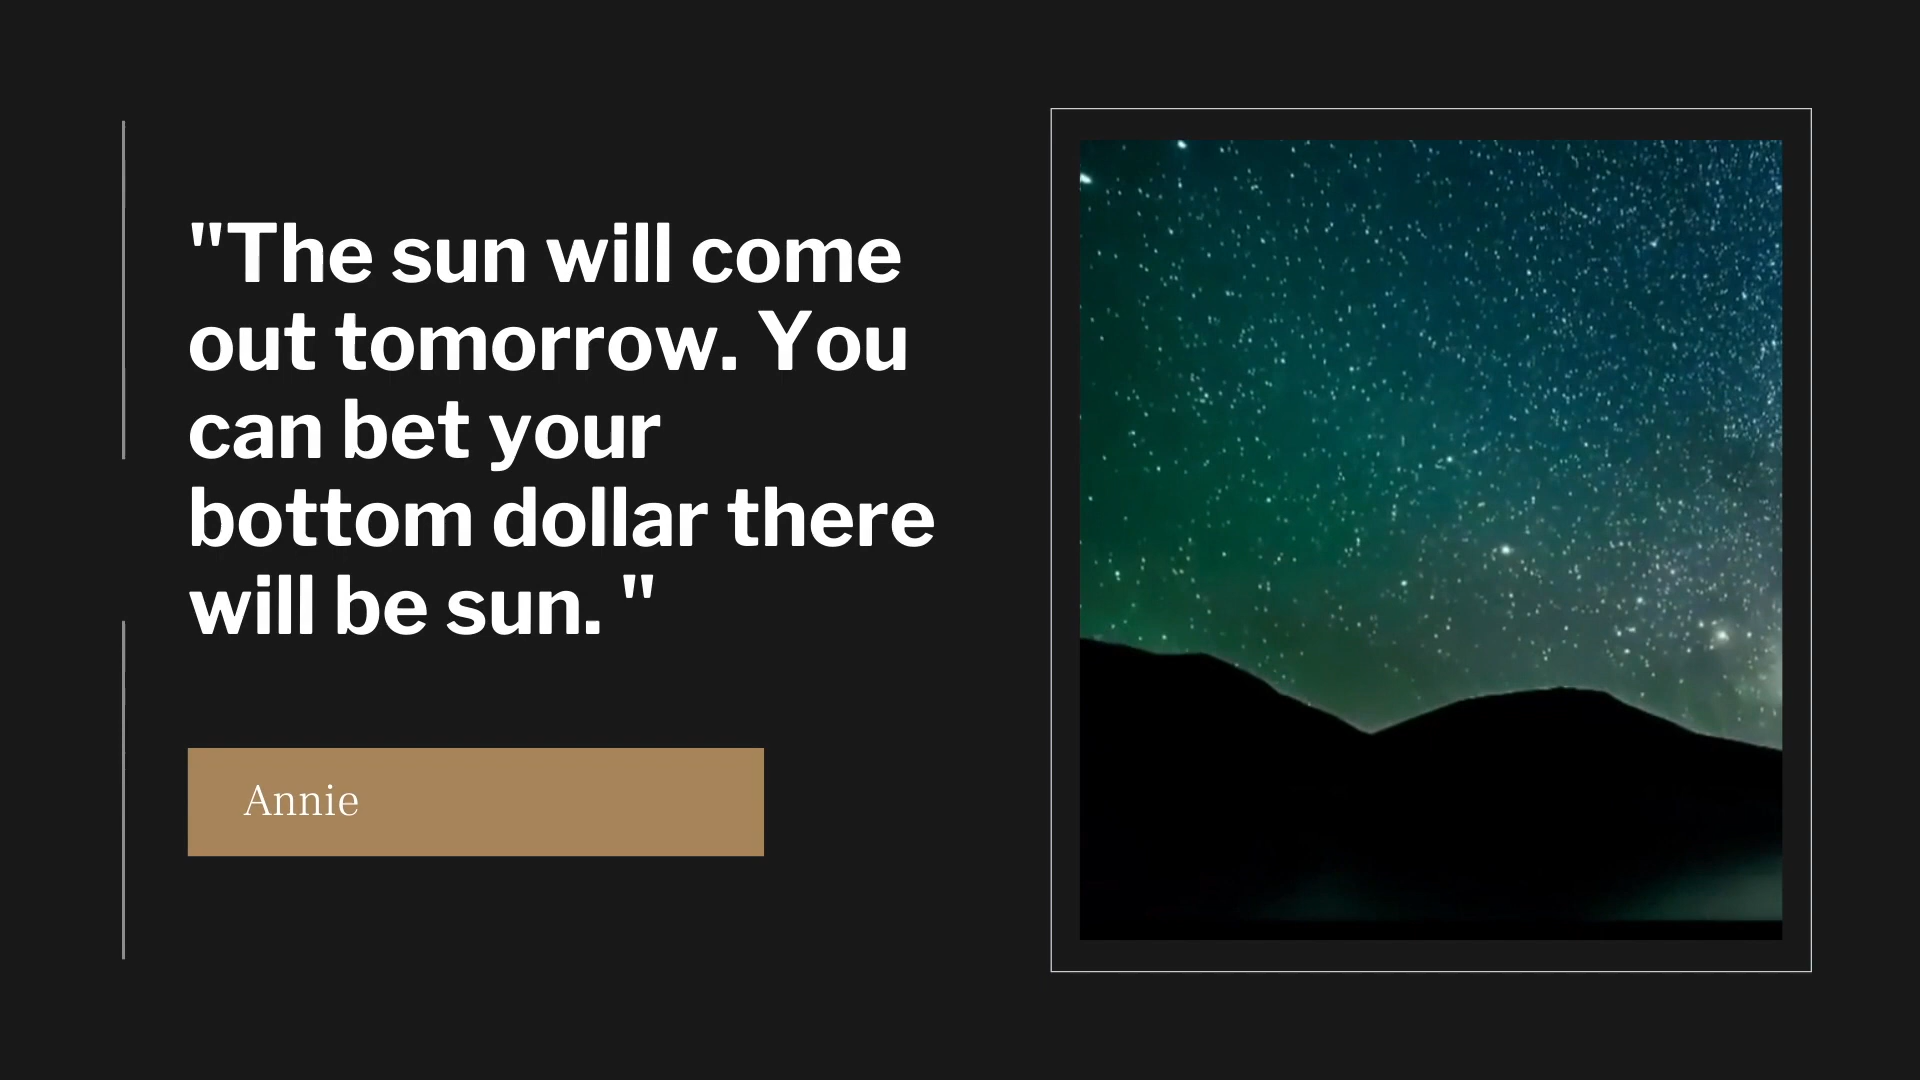 "The sun will come
out tomorrow. You
can bet your
bottom dollar there
will be sun. "
Annie